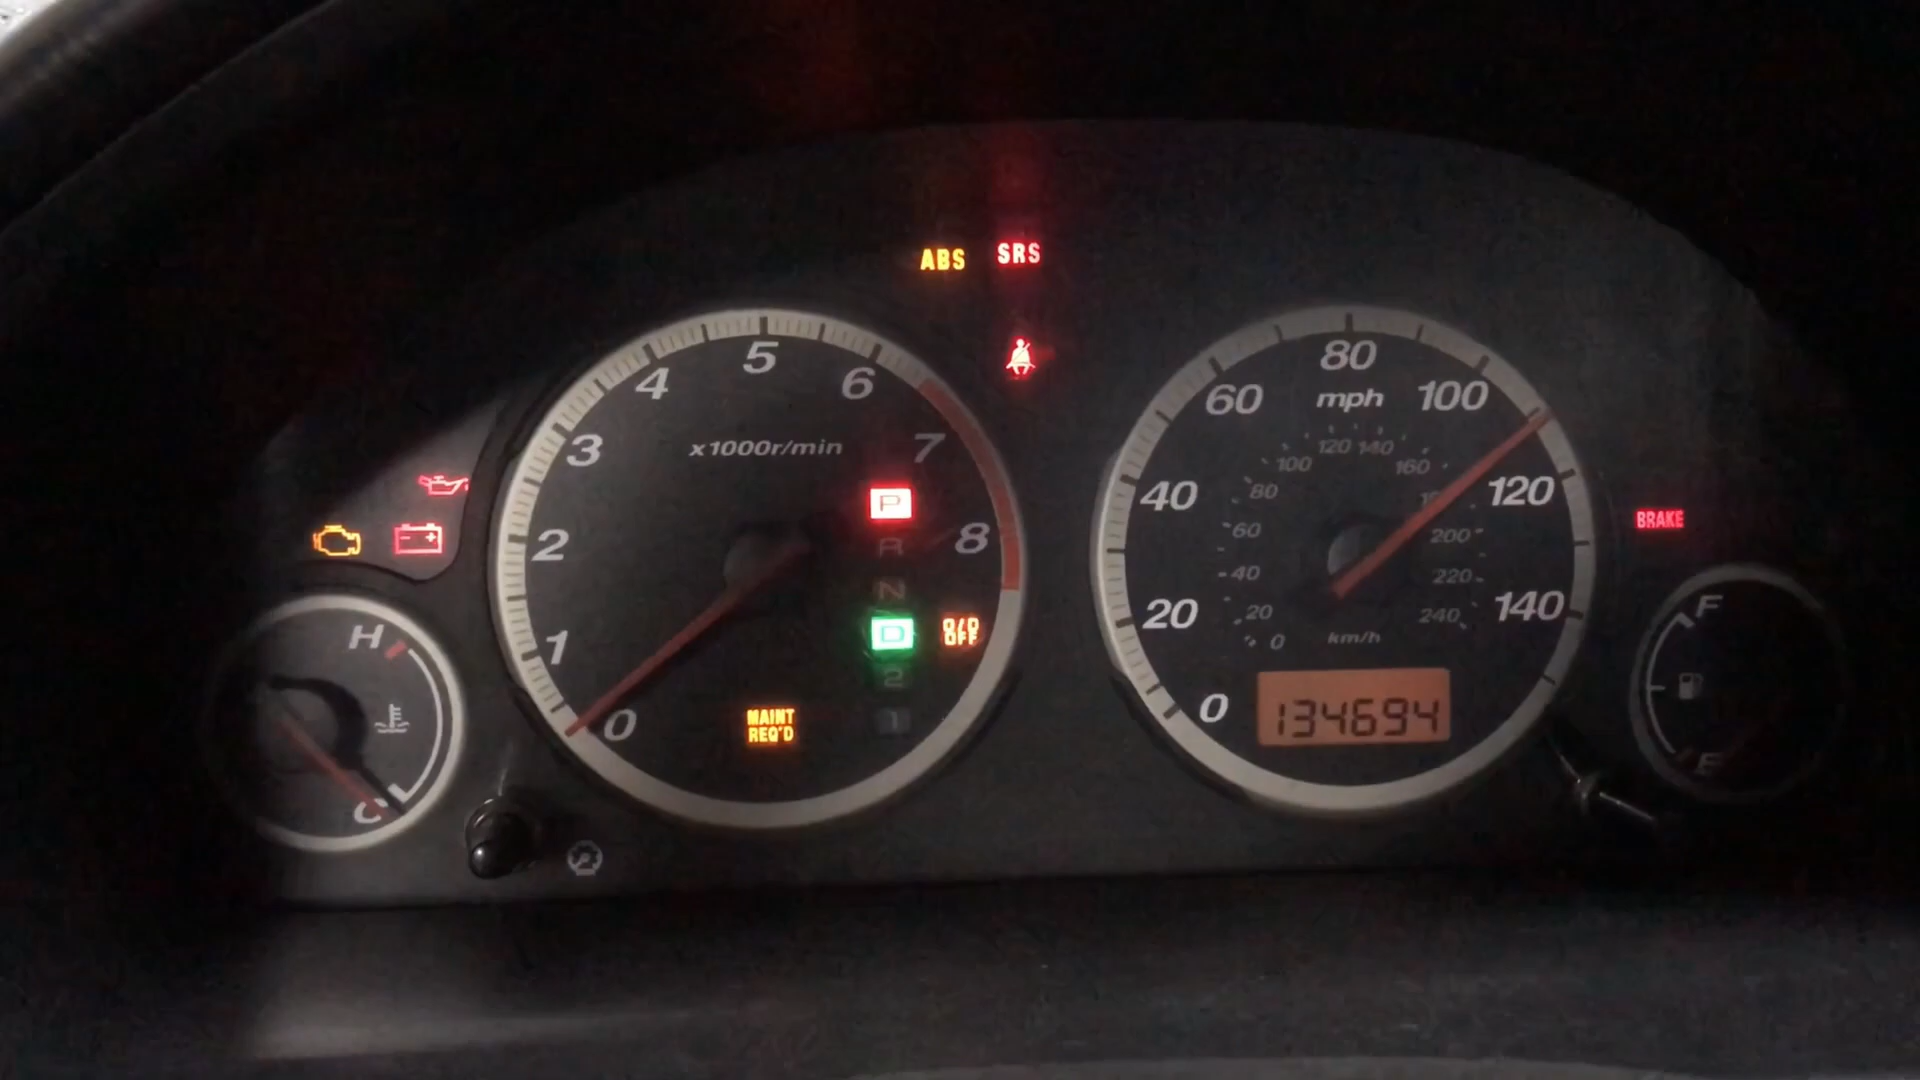 ABS SRS
5
4 6
3 7
x1000r/min
P
2 R 8
N
1 D O/D OFF
2
0 MAINT REQ'D 1
80
60 mph 100
120 140
100 160
80
40 120
60 200
40 220
20 20 240 140
0 km/h
0 134694
BRAKE
H
C
F
E